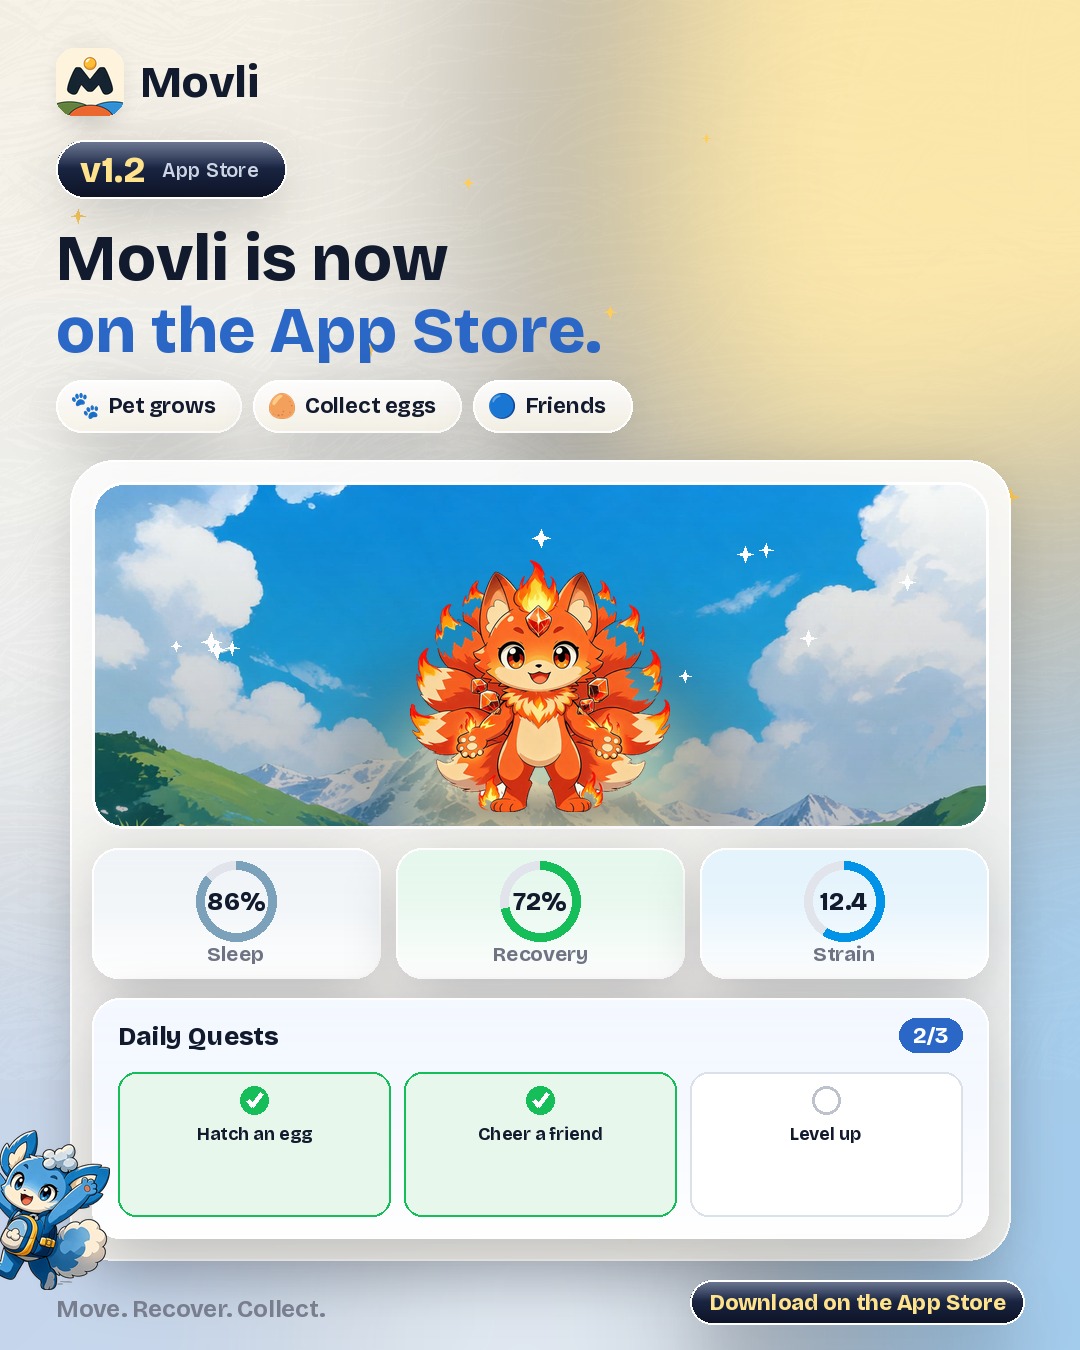 Movli
v1.2 App Store
Movli is now
on the App Store.
Pet grows Collect eggs Friends
86% 72% 12.4
Sleep Recovery Strain
Daily Quests 2/3
Hatch an egg Cheer a friend Level up
Move. Recover. Collect.
Download on the App Store